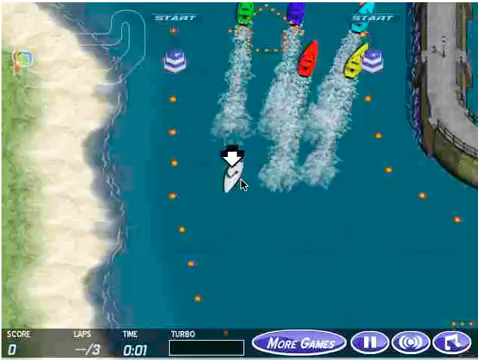 START
START
SCORE
LAPS
TIME
TURBO
0
--/3
0:01
MORE GAMES